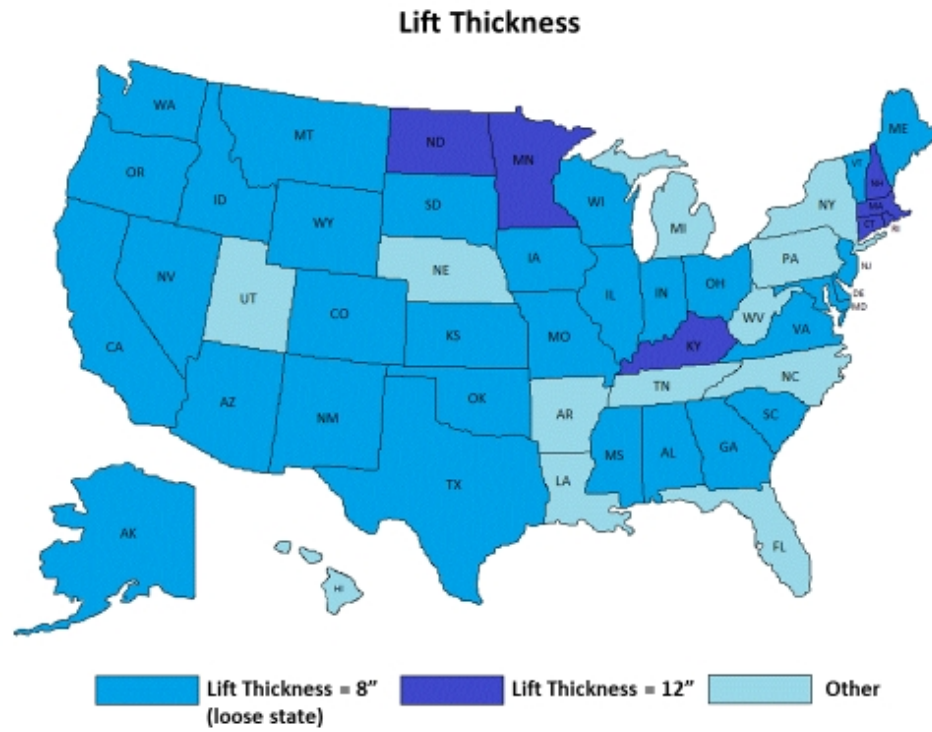 Lift Thickness
WA
MT
ND
MN
ME
VT
NH
OR
ID
SD
WI
MA
WY
NY
CT
RI
MI
NV
NE
IA
PA
NJ
UT
IL
IN
OH
CO
DE
MD
WV
CA
KS
MO
VA
KY
TN
NC
AZ
NM
OK
AR
SC
MS
AL
GA
TX
LA
AK
FL
HI
Lift Thickness = 8”
(loose state)
Lift Thickness = 12”
Other